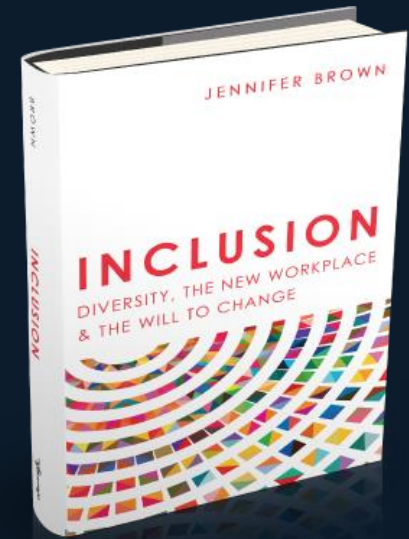 JENNIFER BROWN
INCLUSION
DIVERSITY, THE NEW WORKPLACE
& THE WILL TO CHANGE
BROWN
INCLUSION